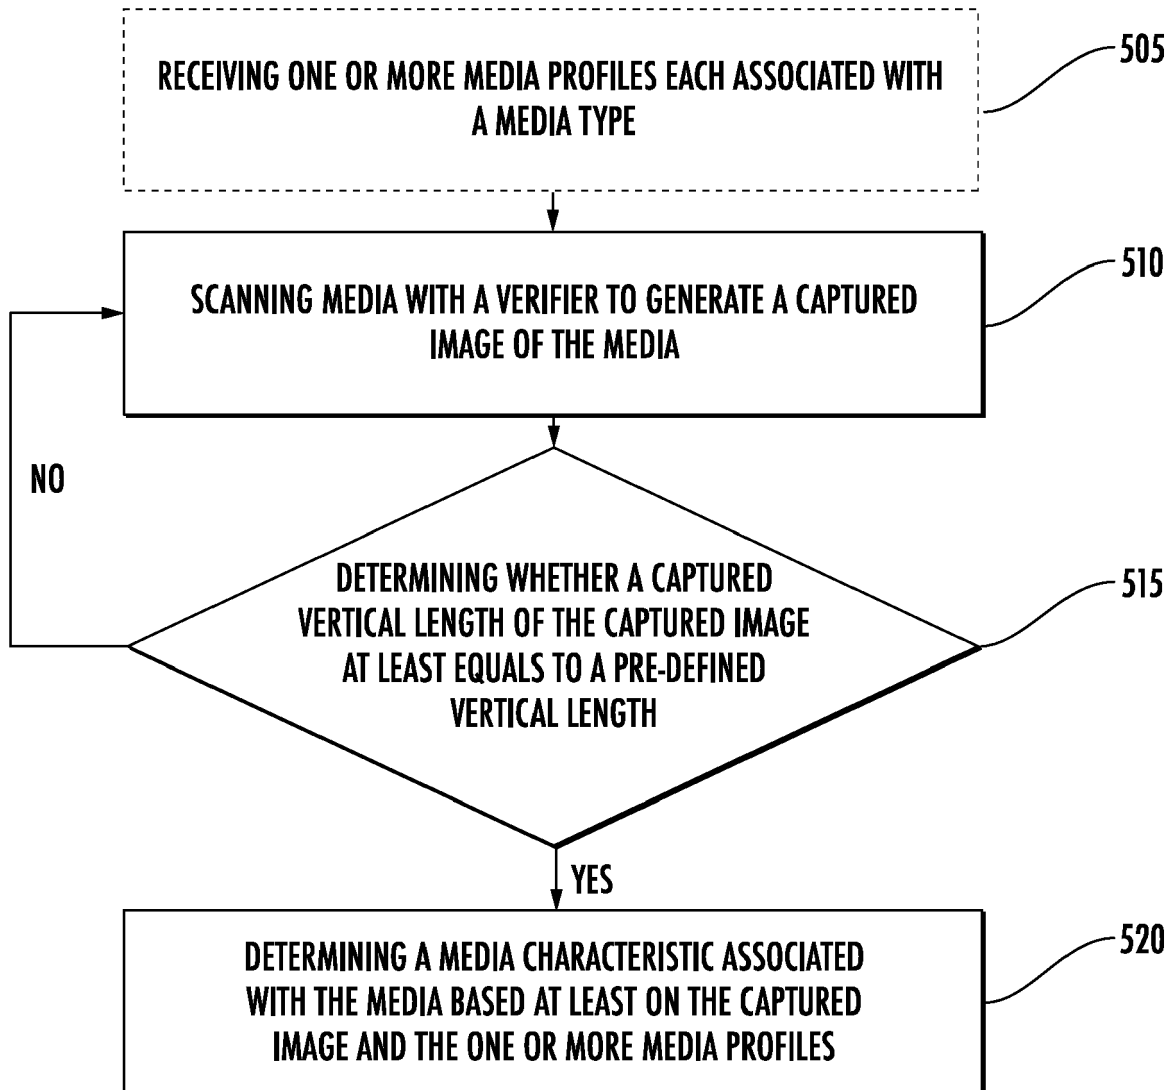 RECEIVING ONE OR MORE MEDIA PROFILES EACH ASSOCIATED WITH
A MEDIA TYPE
505
SCANNING MEDIA WITH A VERIFIER TO GENERATE A CAPTURED
IMAGE OF THE MEDIA
510
NO
DETERMINING WHETHER A CAPTURED
VERTICAL LENGTH OF THE CAPTURED IMAGE
AT LEAST EQUALS TO A PRE-DEFINED
VERTICAL LENGTH
515
YES
DETERMINING A MEDIA CHARACTERISTIC ASSOCIATED
WITH THE MEDIA BASED AT LEAST ON THE CAPTURED
IMAGE AND THE ONE OR MORE MEDIA PROFILES
520